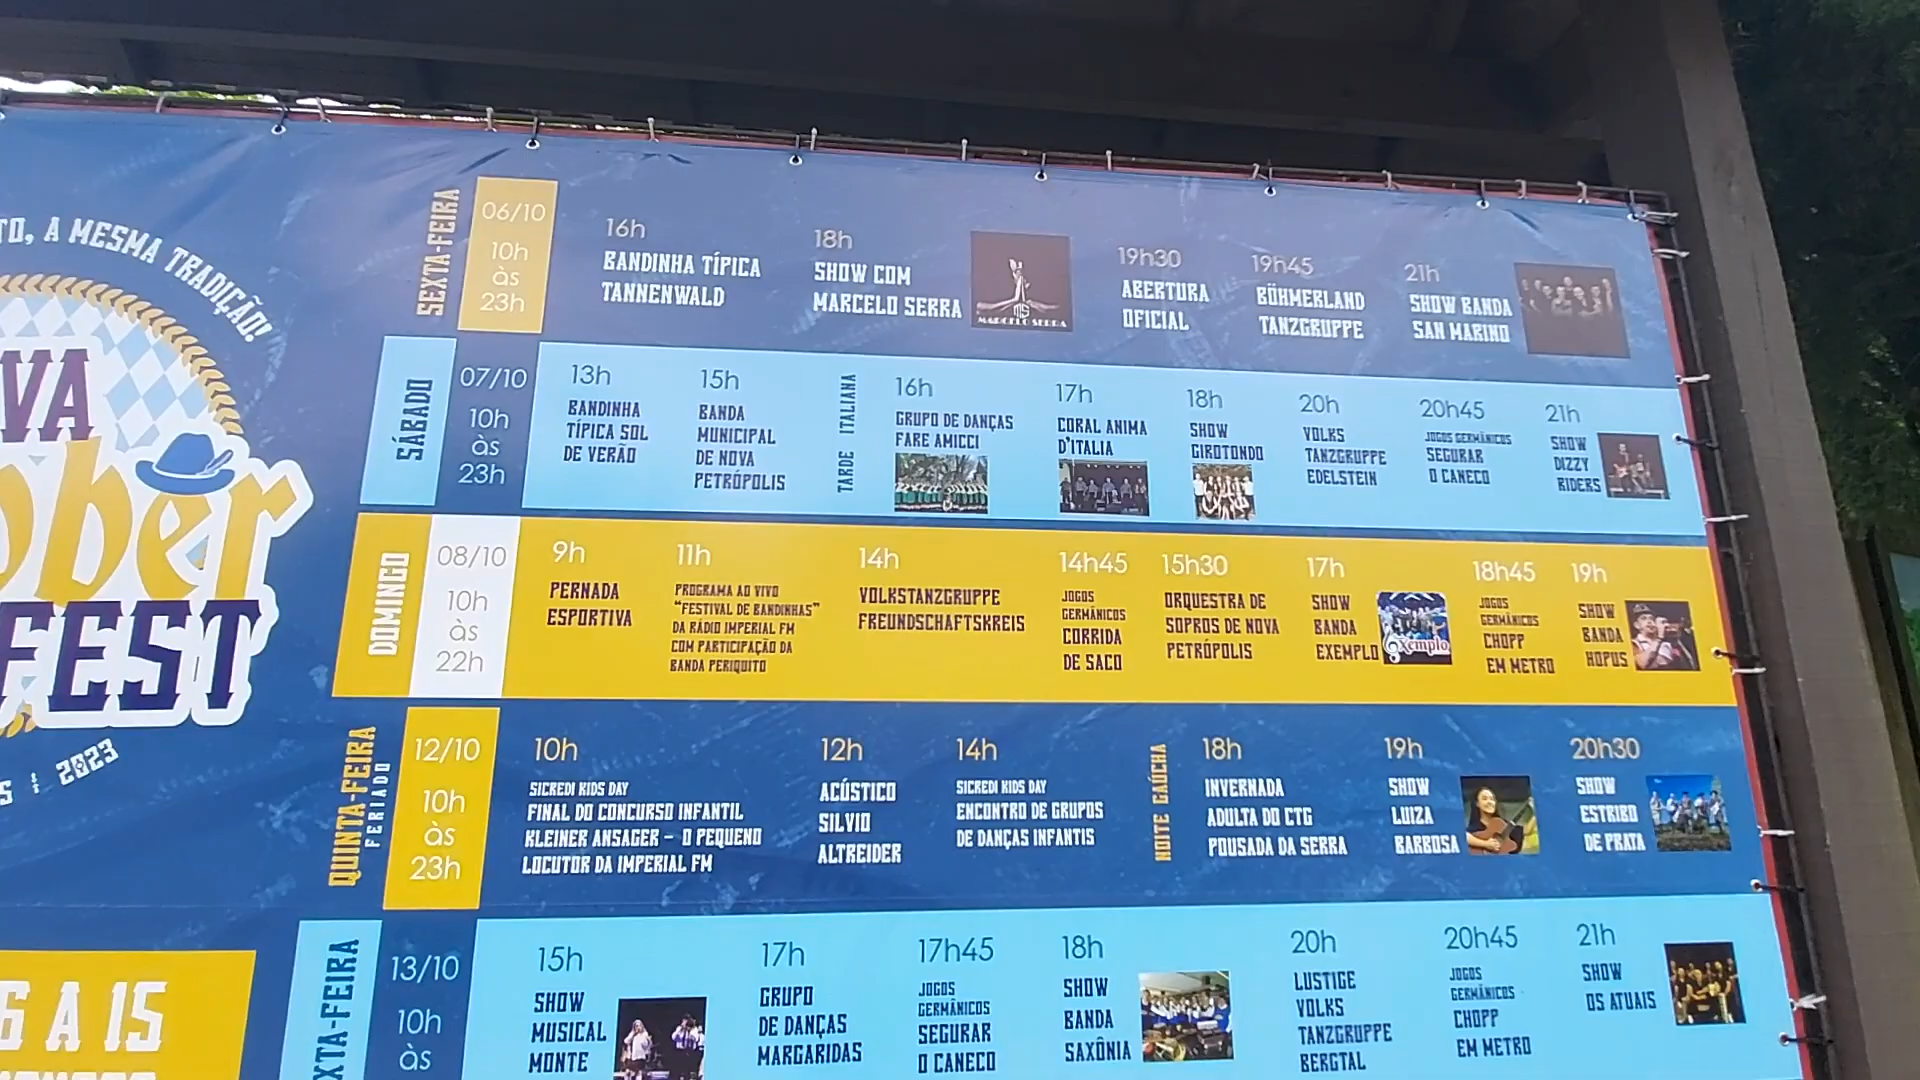 TO, A MESMA TRADIÇÃO!
VA
ober
FEST
S : 2023
6 A 15
SEXTA-FEIRA
06/10
10h
às
23h
16h
BANDINHA TÍPICA
TANNENWALD
18h
SHOW COM
MARCELO SERRA
MS
MARCELO SERRA
19h30
ABERTURA
OFICIAL
19h45
BÖHMERLAND
TANZGRUPPE
21h
SHOW BANDA
SAN MARINO
SÁBADO
07/10
10h
às
23h
13h
BANDINHA
TÍPICA SOL
DE VERÃO
15h
BANDA
MUNICIPAL
DE NOVA
PETRÓPOLIS
TARDE ITALIANA
16h
GRUPO DE DANÇAS
FARE AMICCI
17h
CORAL ANIMA
D'ITALIA
18h
SHOW
GIROTONDO
20h
VOLKS
TANZGRUPPE
EDELSTEIN
20h45
JOGOS GERMÂNICOS
SEGURAR
O CANECO
21h
SHOW
DIZZY
RIDERS
DOMINGO
08/10
10h
às
22h
9h
PERNADA
ESPORTIVA
11h
PROGRAMA AO VIVO
"FESTIVAL DE BANDINHAS"
DA RÁDIO IMPERIAL FM
COM PARTICIPAÇÃO DA
BANDA PERIQUITO
14h
VOLKSTANZGRUPPE
FREUNDSCHAFTSKREIS
14h45
JOGOS
GERMÂNICOS
CORRIDA
DE SACO
15h30
ORQUESTRA DE
SOPROS DE NOVA
PETRÓPOLIS
17h
SHOW
BANDA
EXEMPLO
Xemplo
18h45
JOGOS
GERMÂNICOS
CHOPP
EM METRO
19h
SHOW
BANDA
HOPUS
QUINTA-FEIRA
FERIADO
12/10
10h
às
23h
10h
SICREDI KIDS DAY
FINAL DO CONCURSO INFANTIL
KLEINER ANSAGER - O PEQUENO
LOCUTOR DA IMPERIAL FM
12h
ACÚSTICO
SILVIO
ALTREIDER
14h
SICREDI KIDS DAY
ENCONTRO DE GRUPOS
DE DANÇAS INFANTIS
NOITE GAÚCHA
18h
INVERNADA
ADULTA DO CTG
POUSADA DA SERRA
19h
SHOW
LUIZA
BARBOSA
20h30
SHOW
ESTRIBO
DE PRATA
XTA-FEIRA
13/10
10h
às
15h
SHOW
MUSICAL
MONTE
17h
GRUPO
DE DANÇAS
MARGARIDAS
17h45
JOGOS
GERMÂNICOS
SEGURAR
O CANECO
18h
SHOW
BANDA
SAXÔNIA
20h
LUSTIGE
VOLKS
TANZGRUPPE
BERGTAL
20h45
JOGOS
GERMÂNICOS
CHOPP
EM METRO
21h
SHOW
OS ATUAIS